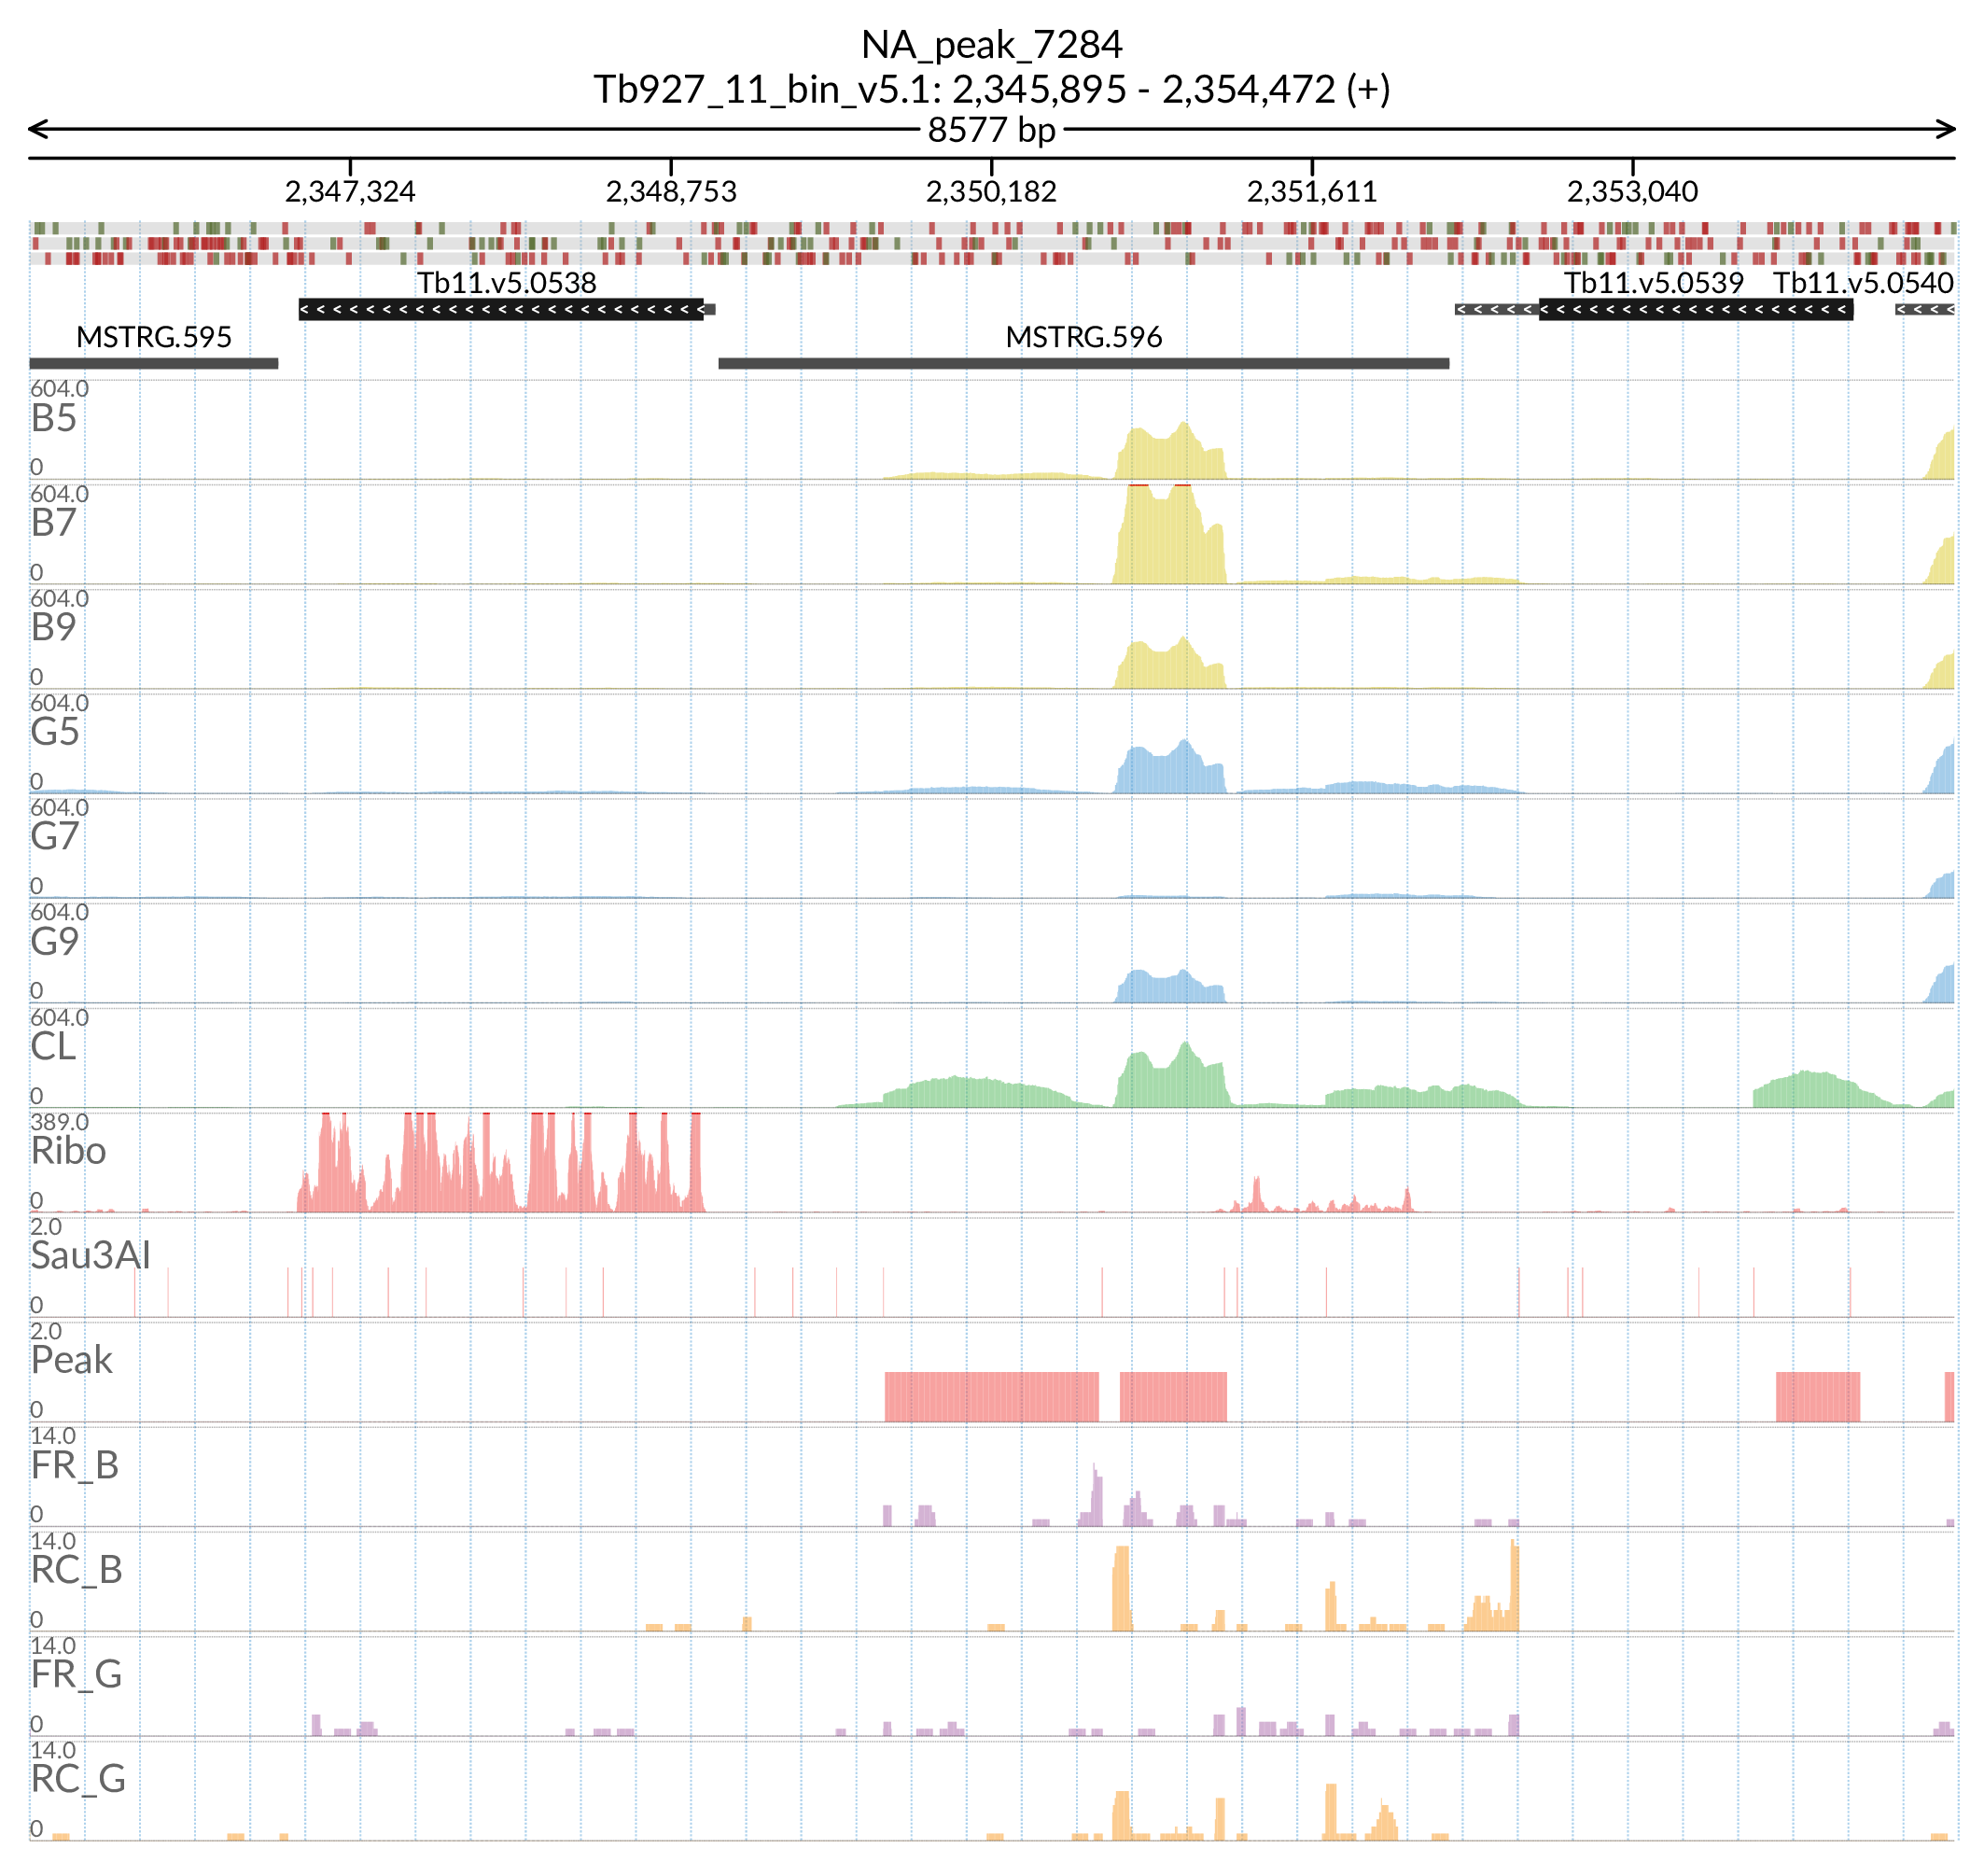 NA_peak_7284
Tb927_11_bin_v5.1: 2,345,895 - 2,354,472 (+)
8577 bp
2,347,324 2,348,753 2,350,182 2,351,611 2,353,040
Tb11.v5.0538 Tb11.v5.0539 Tb11.v5.0540
MSTRG.595 MSTRG.596
604.0
B5
0
604.0
B7
0
604.0
B9
0
604.0
G5
0
604.0
G7
0
604.0
G9
0
604.0
CL
0
389.0
Ribo
0
2.0
Sau3AI
0
2.0
Peak
0
14.0
FR_B
0
14.0
RC_B
0
14.0
FR_G
0
14.0
RC_G
0